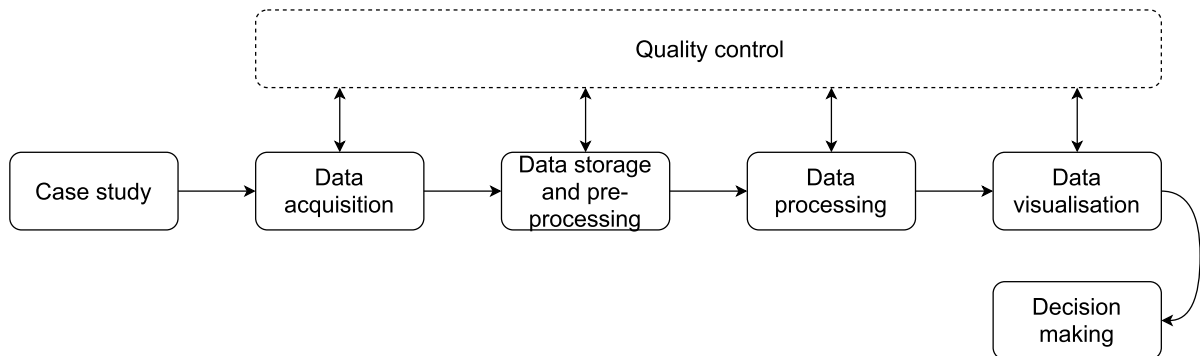 Quality control
Case study
Data
acquisition
Data storage
and pre-
processing
Data
processing
Data
visualisation
Decision
making